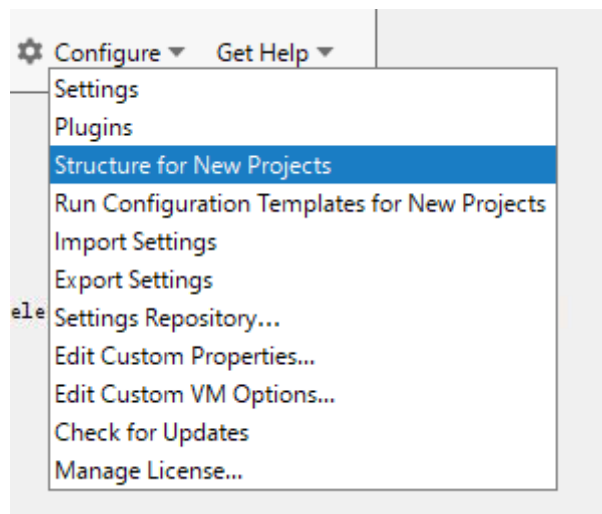 Configure Get Help
Settings
Plugins
Structure for New Projects
Run Configuration Templates for New Projects
Import Settings
Export Settings
ele
Settings Repository...
Edit Custom Properties...
Edit Custom VM Options...
Check for Updates
Manage License...